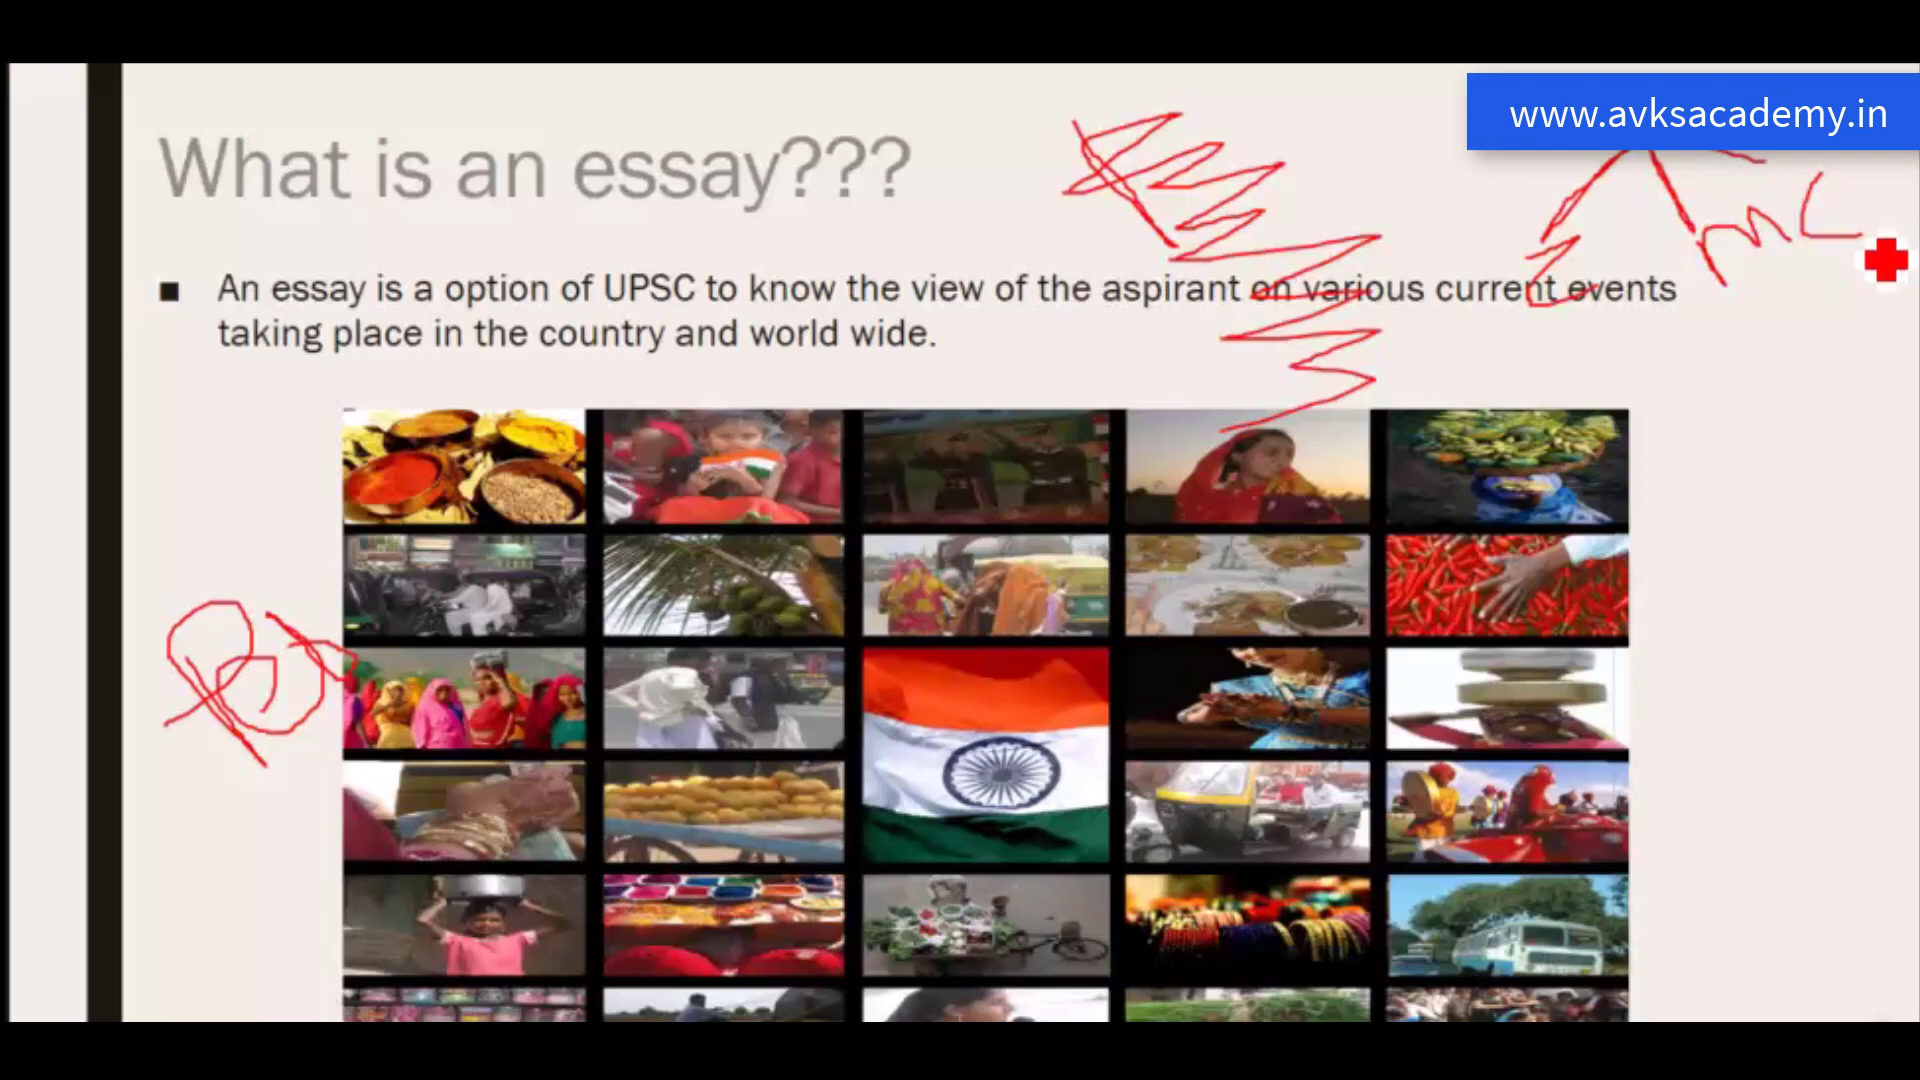 www.avksacademy.in
What is an essay???
■ An essay is a option of UPSC to know the view of the aspirant on various current events
taking place in the country and world wide.